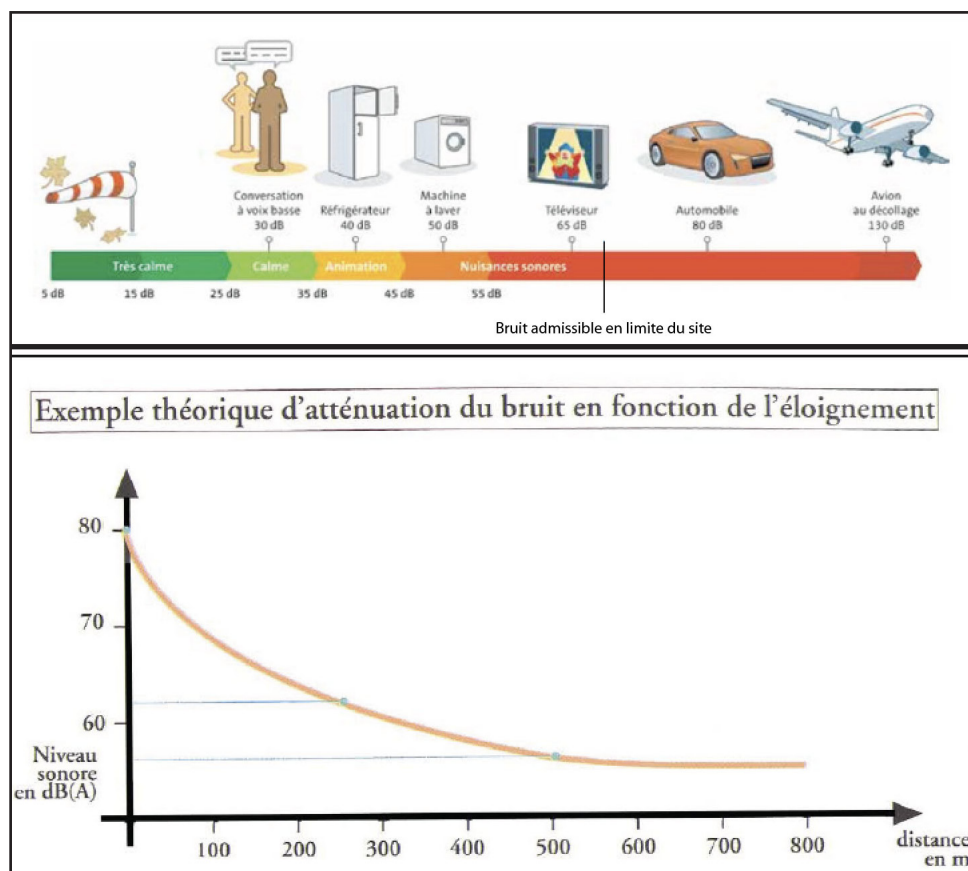 Conversation
à voix basse
30 dB
Réfrigérateur
40 dB
Machine
à laver
50 dB
Téléviseur
65 dB
Automobile
80 dB
Avion
au décollage
130 dB
Très calme
Calme
Animation
Nuisances sonores
5 dB
15 dB
25 dB
35 dB
45 dB
55 dB
Bruit admissible en limite du site
Exemple théorique d'atténuation du bruit en fonction de l'éloignement
80
70
60
Niveau
sonore
en dB(A)
100
200
300
400
500
600
700
800
distance
en m